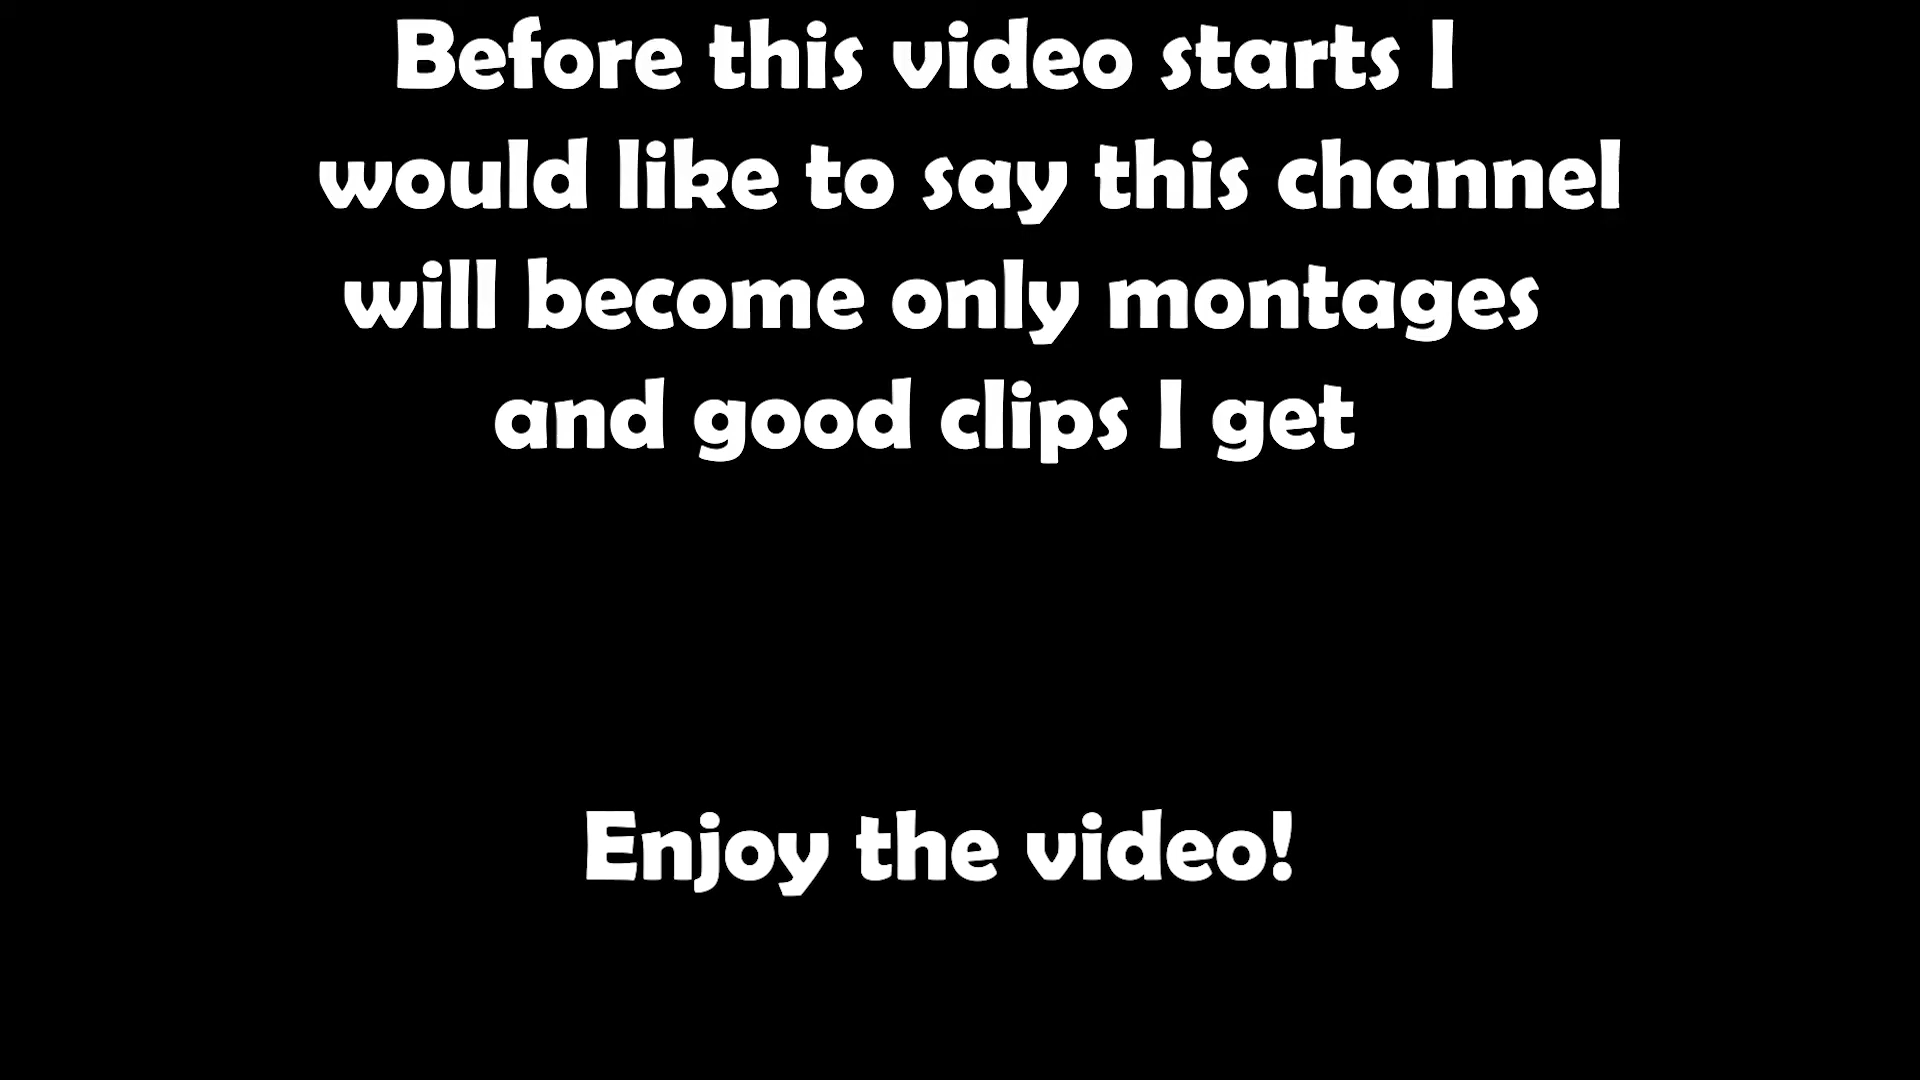 Before this video starts I
would like to say this channel
will become only montages
and good clips I get
Enjoy the video!